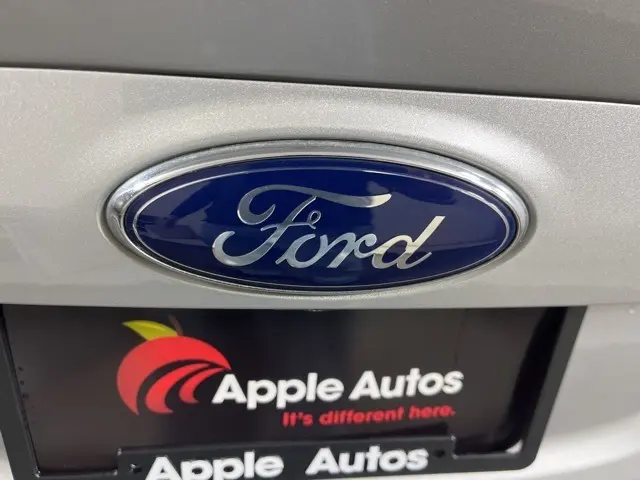 Ford
Apple Autos
It's different here.
Apple Autos